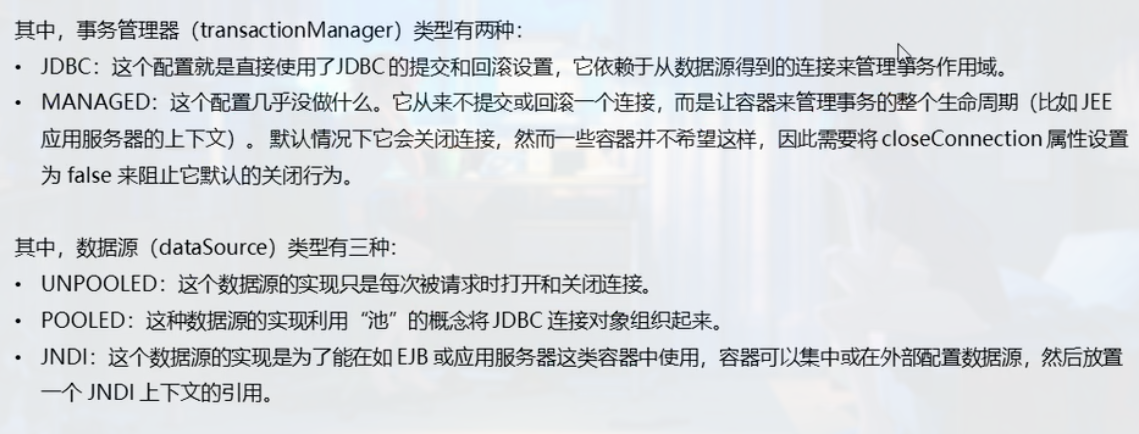 其中，事务管理器（transactionManager）类型有两种：
• JDBC：这个配置就是直接使用了JDBC 的提交和回滚设置，它依赖于从数据源得到的连接来管理事务作用域。
• MANAGED：这个配置几乎没做什么。它从来不提交或回滚一个连接，而是让容器来管理事务的整个生命周期（比如 JEE
应用服务器的上下文）。 默认情况下它会关闭连接，然而一些容器并不希望这样，因此需要将 closeConnection 属性设置
为 false 来阻止它默认的关闭行为。
其中，数据源（dataSource）类型有三种：
• UNPOOLED：这个数据源的实现只是每次被请求时打开和关闭连接。
• POOLED：这种数据源的实现利用“池”的概念将 JDBC 连接对象组织起来。
• JNDI：这个数据源的实现是为了能在如 EJB 或应用服务器这类容器中使用，容器可以集中或在外部配置数据源，然后放置
一个 JNDI 上下文的引用。